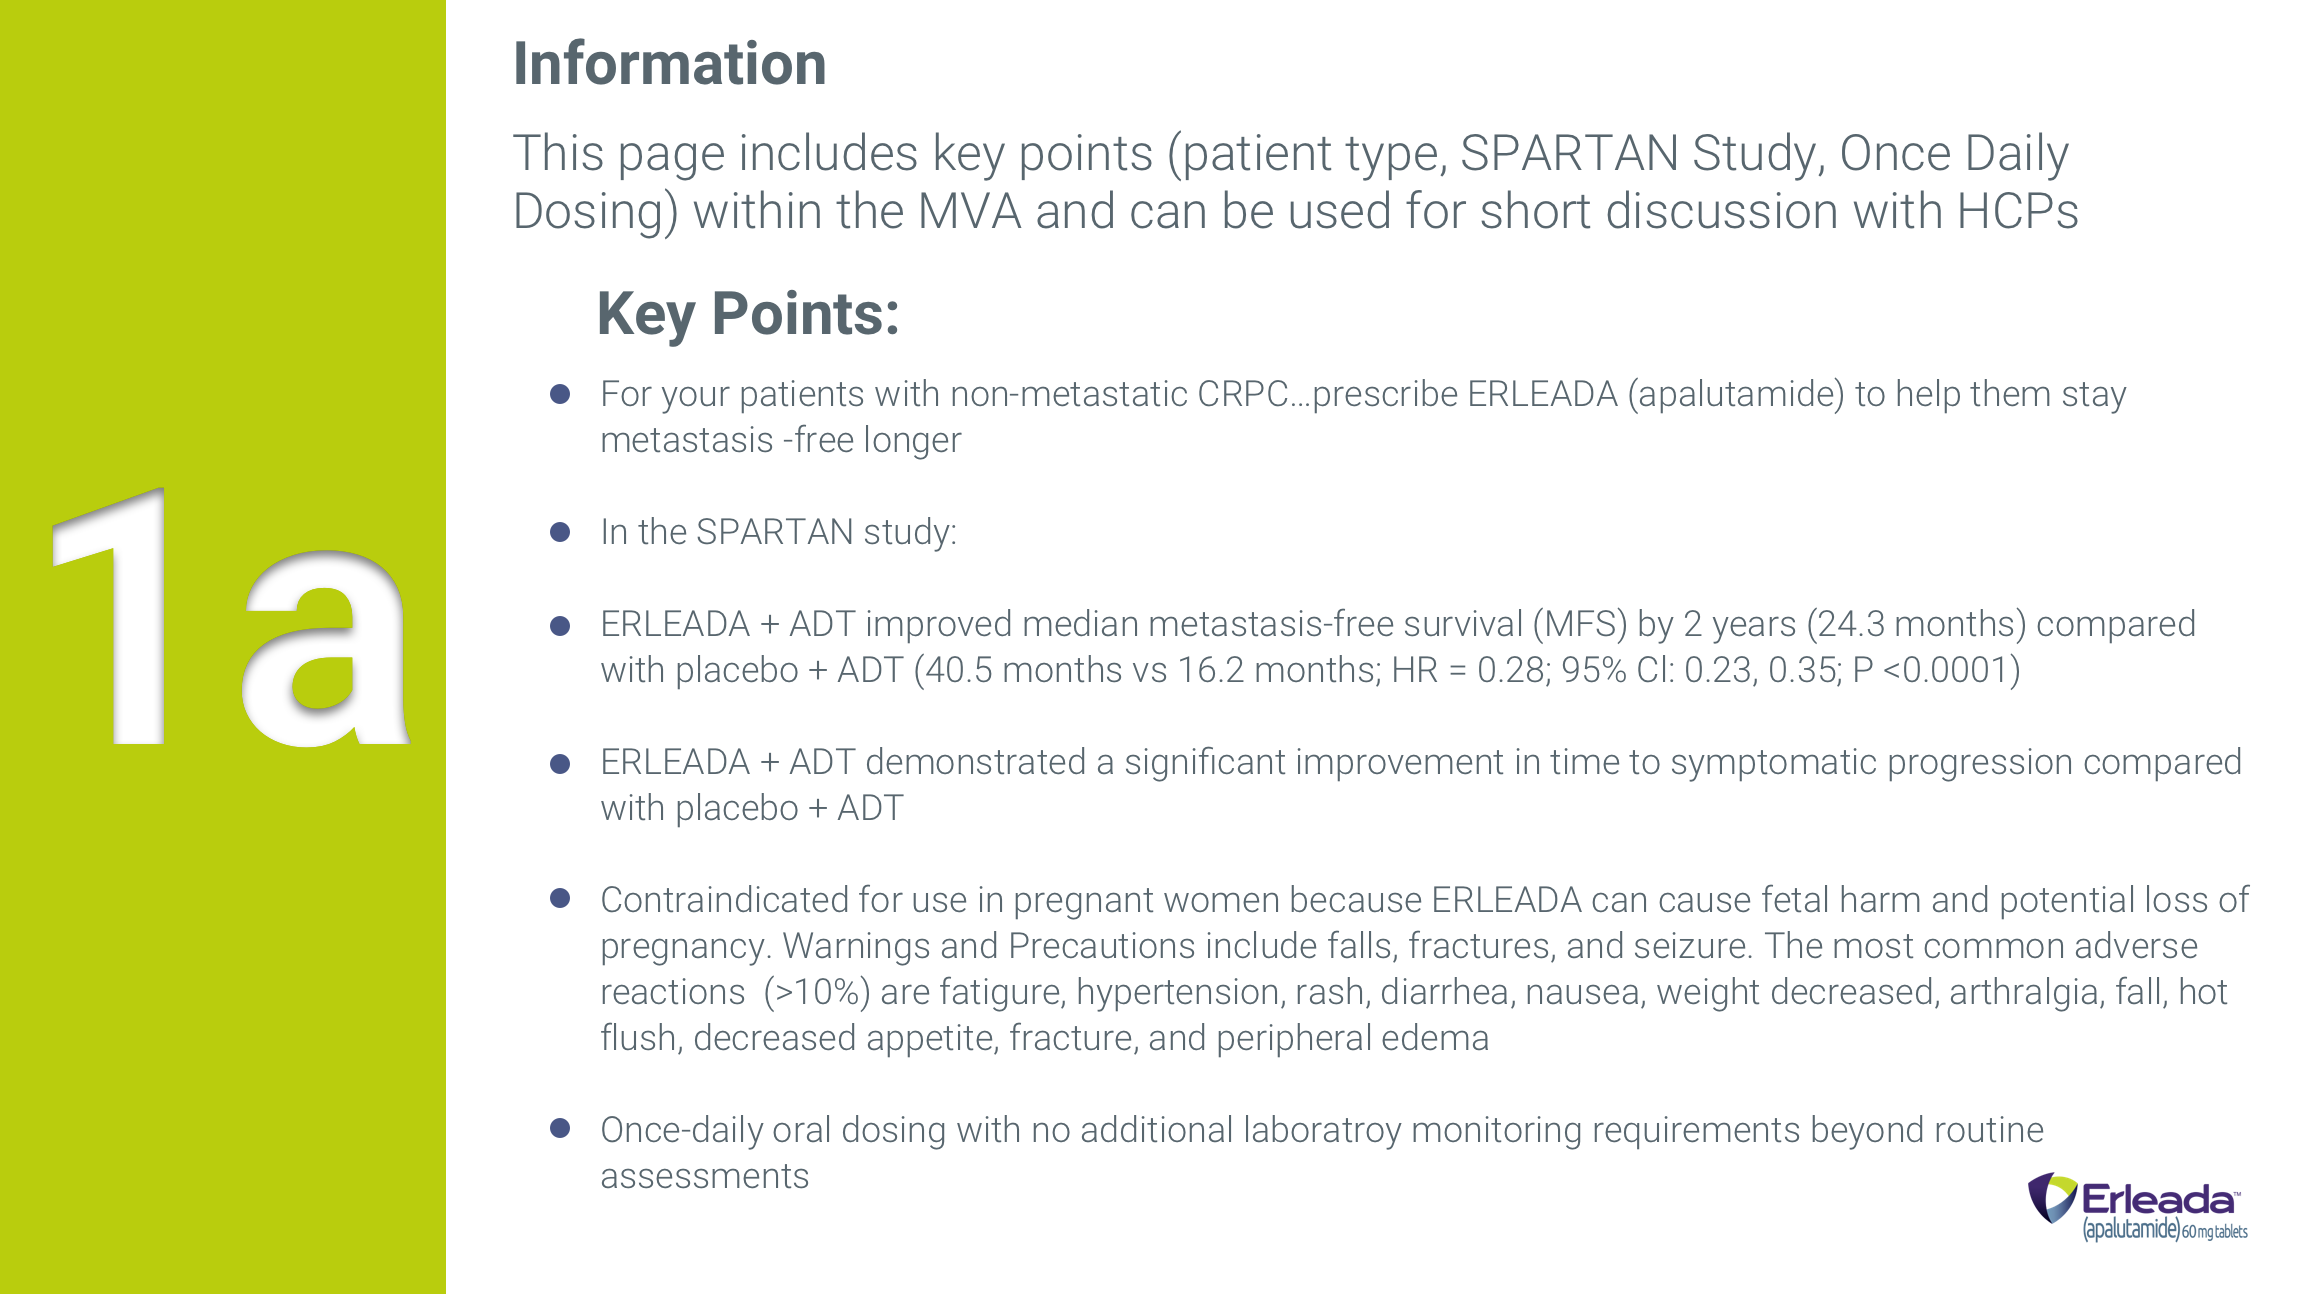 1a
Information
This page includes key points (patient type, SPARTAN Study, Once Daily
Dosing) within the MVA and can be used for short discussion with HCPs
Key Points:
● For your patients with non-metastatic CRPC...prescribe ERLEADA (apalutamide) to help them stay
metastasis -free longer
● In the SPARTAN study:
● ERLEADA + ADT improved median metastasis-free survival (MFS) by 2 years (24.3 months) compared
with placebo + ADT (40.5 months vs 16.2 months; HR = 0.28; 95% Cl: 0.23, 0.35; P <0.0001)
● ERLEADA + ADT demonstrated a significant improvement in time to symptomatic progression compared
with placebo + ADT
● Contraindicated for use in pregnant women because ERLEADA can cause fetal harm and potential loss of
pregnancy. Warnings and Precautions include falls, fractures, and seizure. The most common adverse
reactions  (>10%) are fatigure, hypertension, rash, diarrhea, nausea, weight decreased, arthralgia, fall, hot
flush, decreased appetite, fracture, and peripheral edema
● Once-daily oral dosing with no additional laboratroy monitoring requirements beyond routine
assessments
Erleada™
(apalutamide) 60 mg tablets